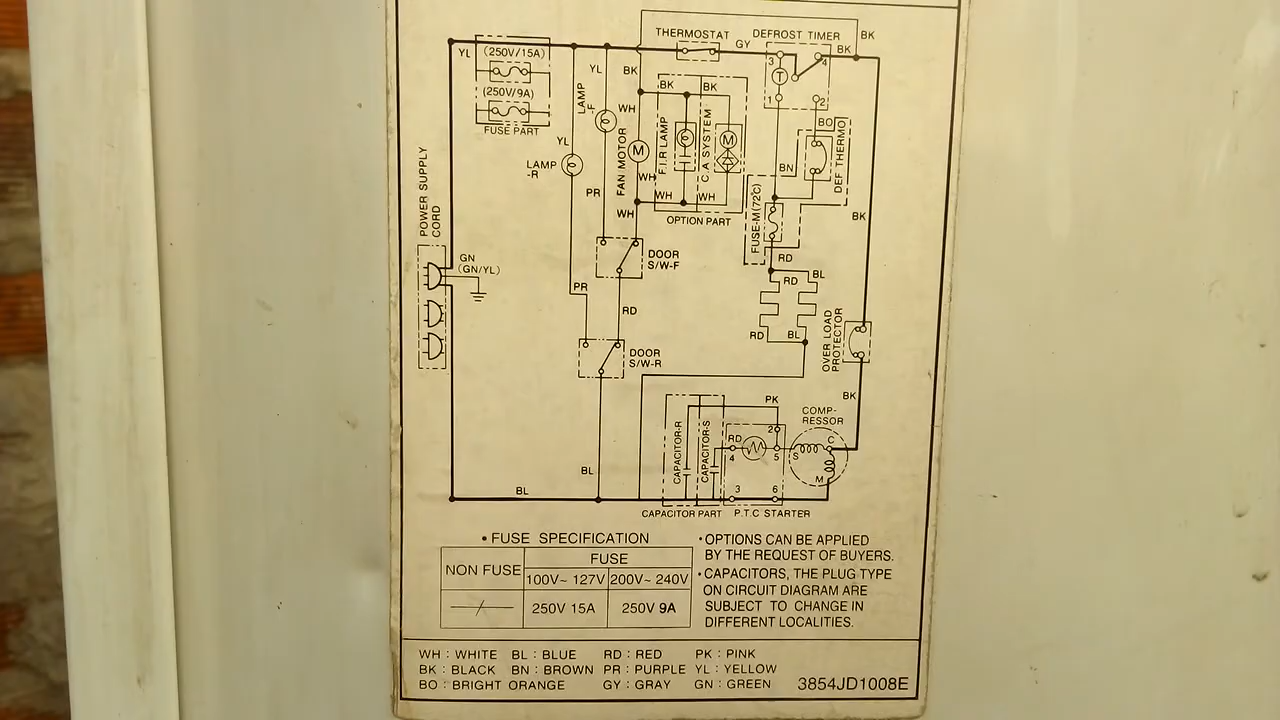 THERMOSTAT
DEFROST TIMER
BK
YL
(250V/15A)
(250V/9A)
FUSE PART
GY
BK
3
4
T
1
2
YL
BK
LAMP
-F
WH
BK
BK
BO
YL
LAMP
-R
FAN MOTOR
M
WH
F.I.R LAMP
C.A SYSTEM
M
DEF THERMO
BN
PR
WH
WH
WH
OPTION PART
FUSE-M(72°C)
BK
POWER SUPPLY
CORD
GN
(GN/YL)
DOOR
S/W-F
RD
RD
BL
PR
RD
RD
BL
OVER LOAD
PROTECTOR
DOOR
S/W-R
BK
PK
COMP-
RESSOR
CAPACITOR-R
CAPACITOR-S
RD
2
4
5
S
C
M
3
6
BL
BL
CAPACITOR PART
P.T.C STARTER
• FUSE SPECIFICATION
NON FUSE
FUSE
100V~ 127V
200V~ 240V
250V 15A
250V 9A
• OPTIONS CAN BE APPLIED
BY THE REQUEST OF BUYERS.
• CAPACITORS, THE PLUG TYPE
ON CIRCUIT DIAGRAM ARE
SUBJECT TO CHANGE IN
DIFFERENT LOCALITIES.
WH : WHITE BL : BLUE RD : RED PK : PINK
BK : BLACK BN : BROWN PR : PURPLE YL : YELLOW
BO : BRIGHT ORANGE GY : GRAY GN : GREEN
3854JD1008E